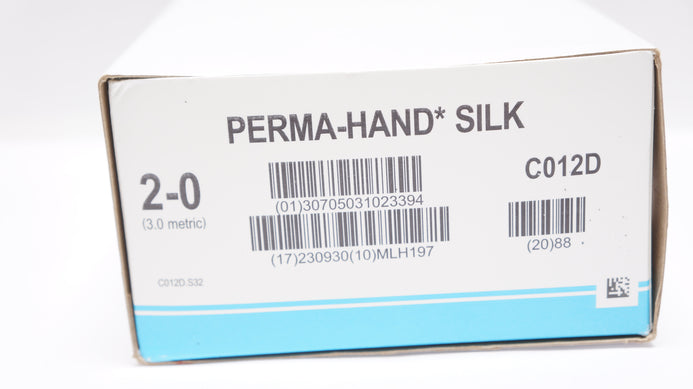 PERMA-HAND* SILK
2-0
(3.0 metric)
C012D
(01)30705031023394
(17)230930(10)MLH197
(20)88
C012D.S32